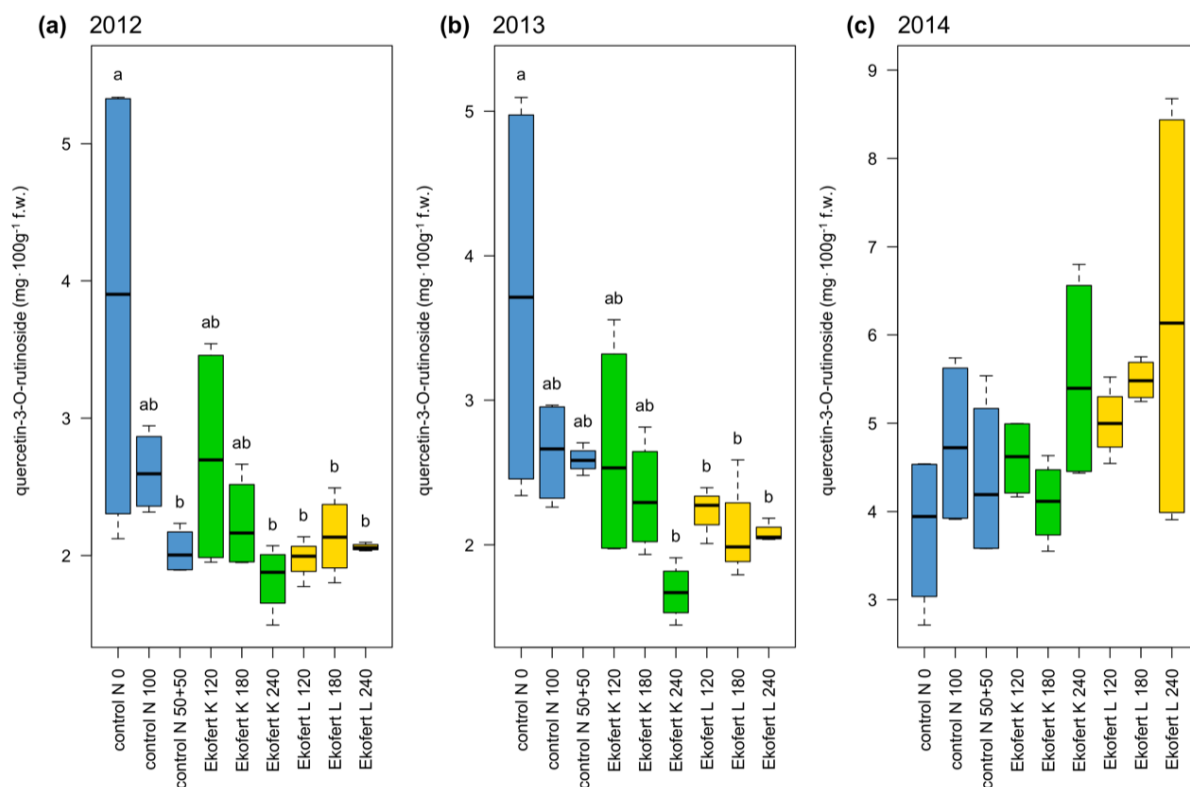 (a) 2012
quercetin-3-O-rutinoside (mg·100g⁻¹ f.w.)
5
4
3
2
a
ab
b
ab
ab
b
b
b
b
control N 0
control N 100
control N 50+50
Ekofert K 120
Ekofert K 180
Ekofert K 240
Ekofert L 120
Ekofert L 180
Ekofert L 240
(b) 2013
quercetin-3-O-rutinoside (mg·100g⁻¹ f.w.)
5
4
3
2
a
ab
ab
ab
ab
b
b
b
b
control N 0
control N 100
control N 50+50
Ekofert K 120
Ekofert K 180
Ekofert K 240
Ekofert L 120
Ekofert L 180
Ekofert L 240
(c) 2014
quercetin-3-O-rutinoside (mg·100g⁻¹ f.w.)
9
8
7
6
5
4
3
control N 0
control N 100
control N 50+50
Ekofert K 120
Ekofert K 180
Ekofert K 240
Ekofert L 120
Ekofert L 180
Ekofert L 240